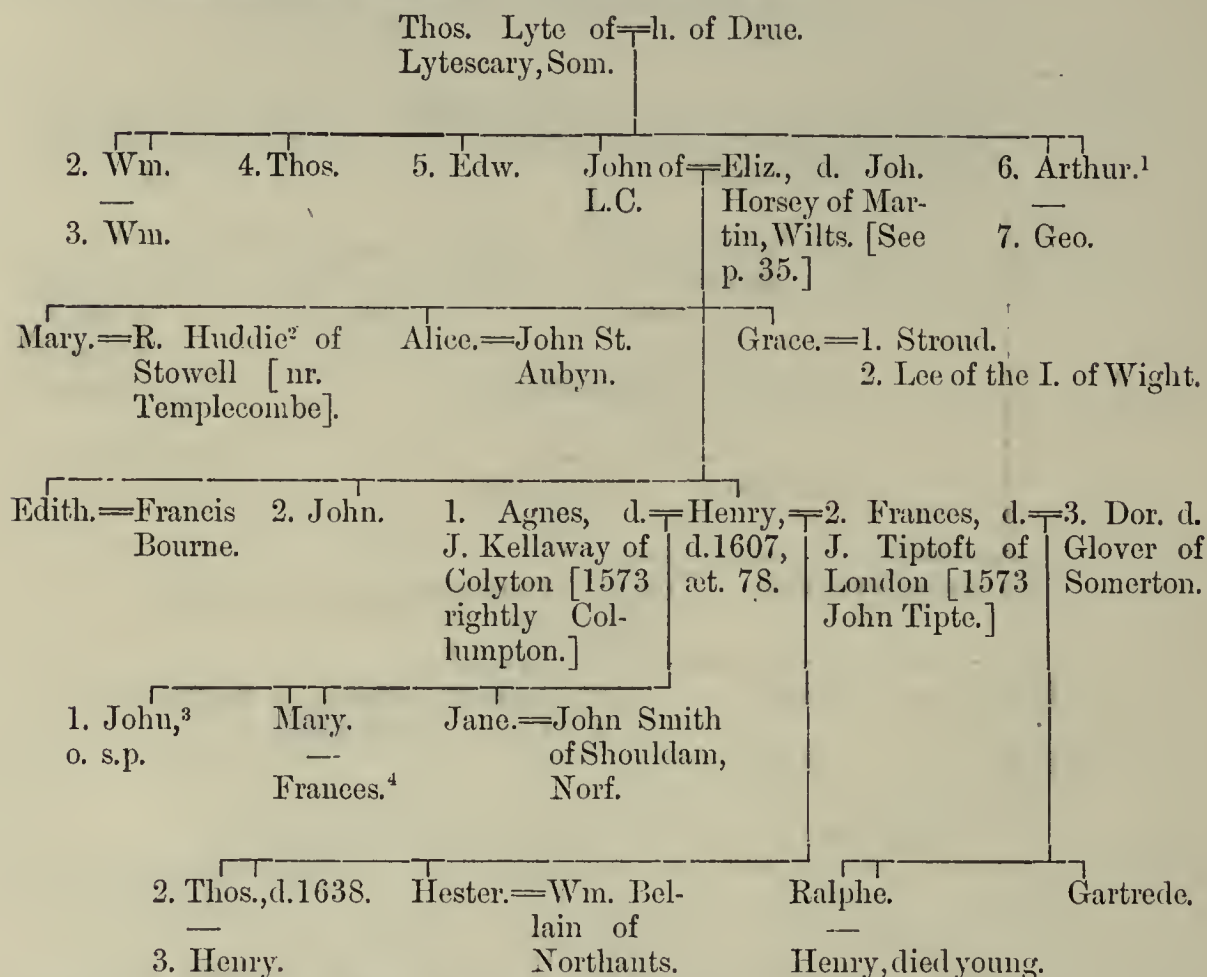 Thos. Lyte of=h. of Drue.
Lytescary, Som.
2. Wm.
—
3. Wm.
4. Thos.
5. Edw.
John of=Eliz., d. Joh.
L.C.
Horsey of Mar-
tin, Wilts. [See
p. 35.]
6. Arthur.¹
—
7. Geo.
Mary.=R. Huddie² of
Stowell [nr.
Templecombe].
Alice.=John St.
Aubyn.
Grace.=1. Stroud.
2. Lee of the I. of Wight.
Edith.=Francis
Bourne.
2. John.
1. Agnes, d.=Henry,=2. Frances, d.=3. Dor. d.
J. Kellaway of
Colyton [1573
rightly Col-
lumpton.]
d.1607,
æt. 78.
J. Tiptoft of
London [1573
John Tipte.]
Glover of
Somerton.
1. John,³
o. s.p.
Mary.
—
Frances.⁴
Jane.=John Smith
of Shouldam,
Norf.
2. Thos., d.1638.
—
3. Henry.
Hester.=Wm. Bel-
lain of
Northants.
Ralphe.
—
Henry, died young.
Gartrede.